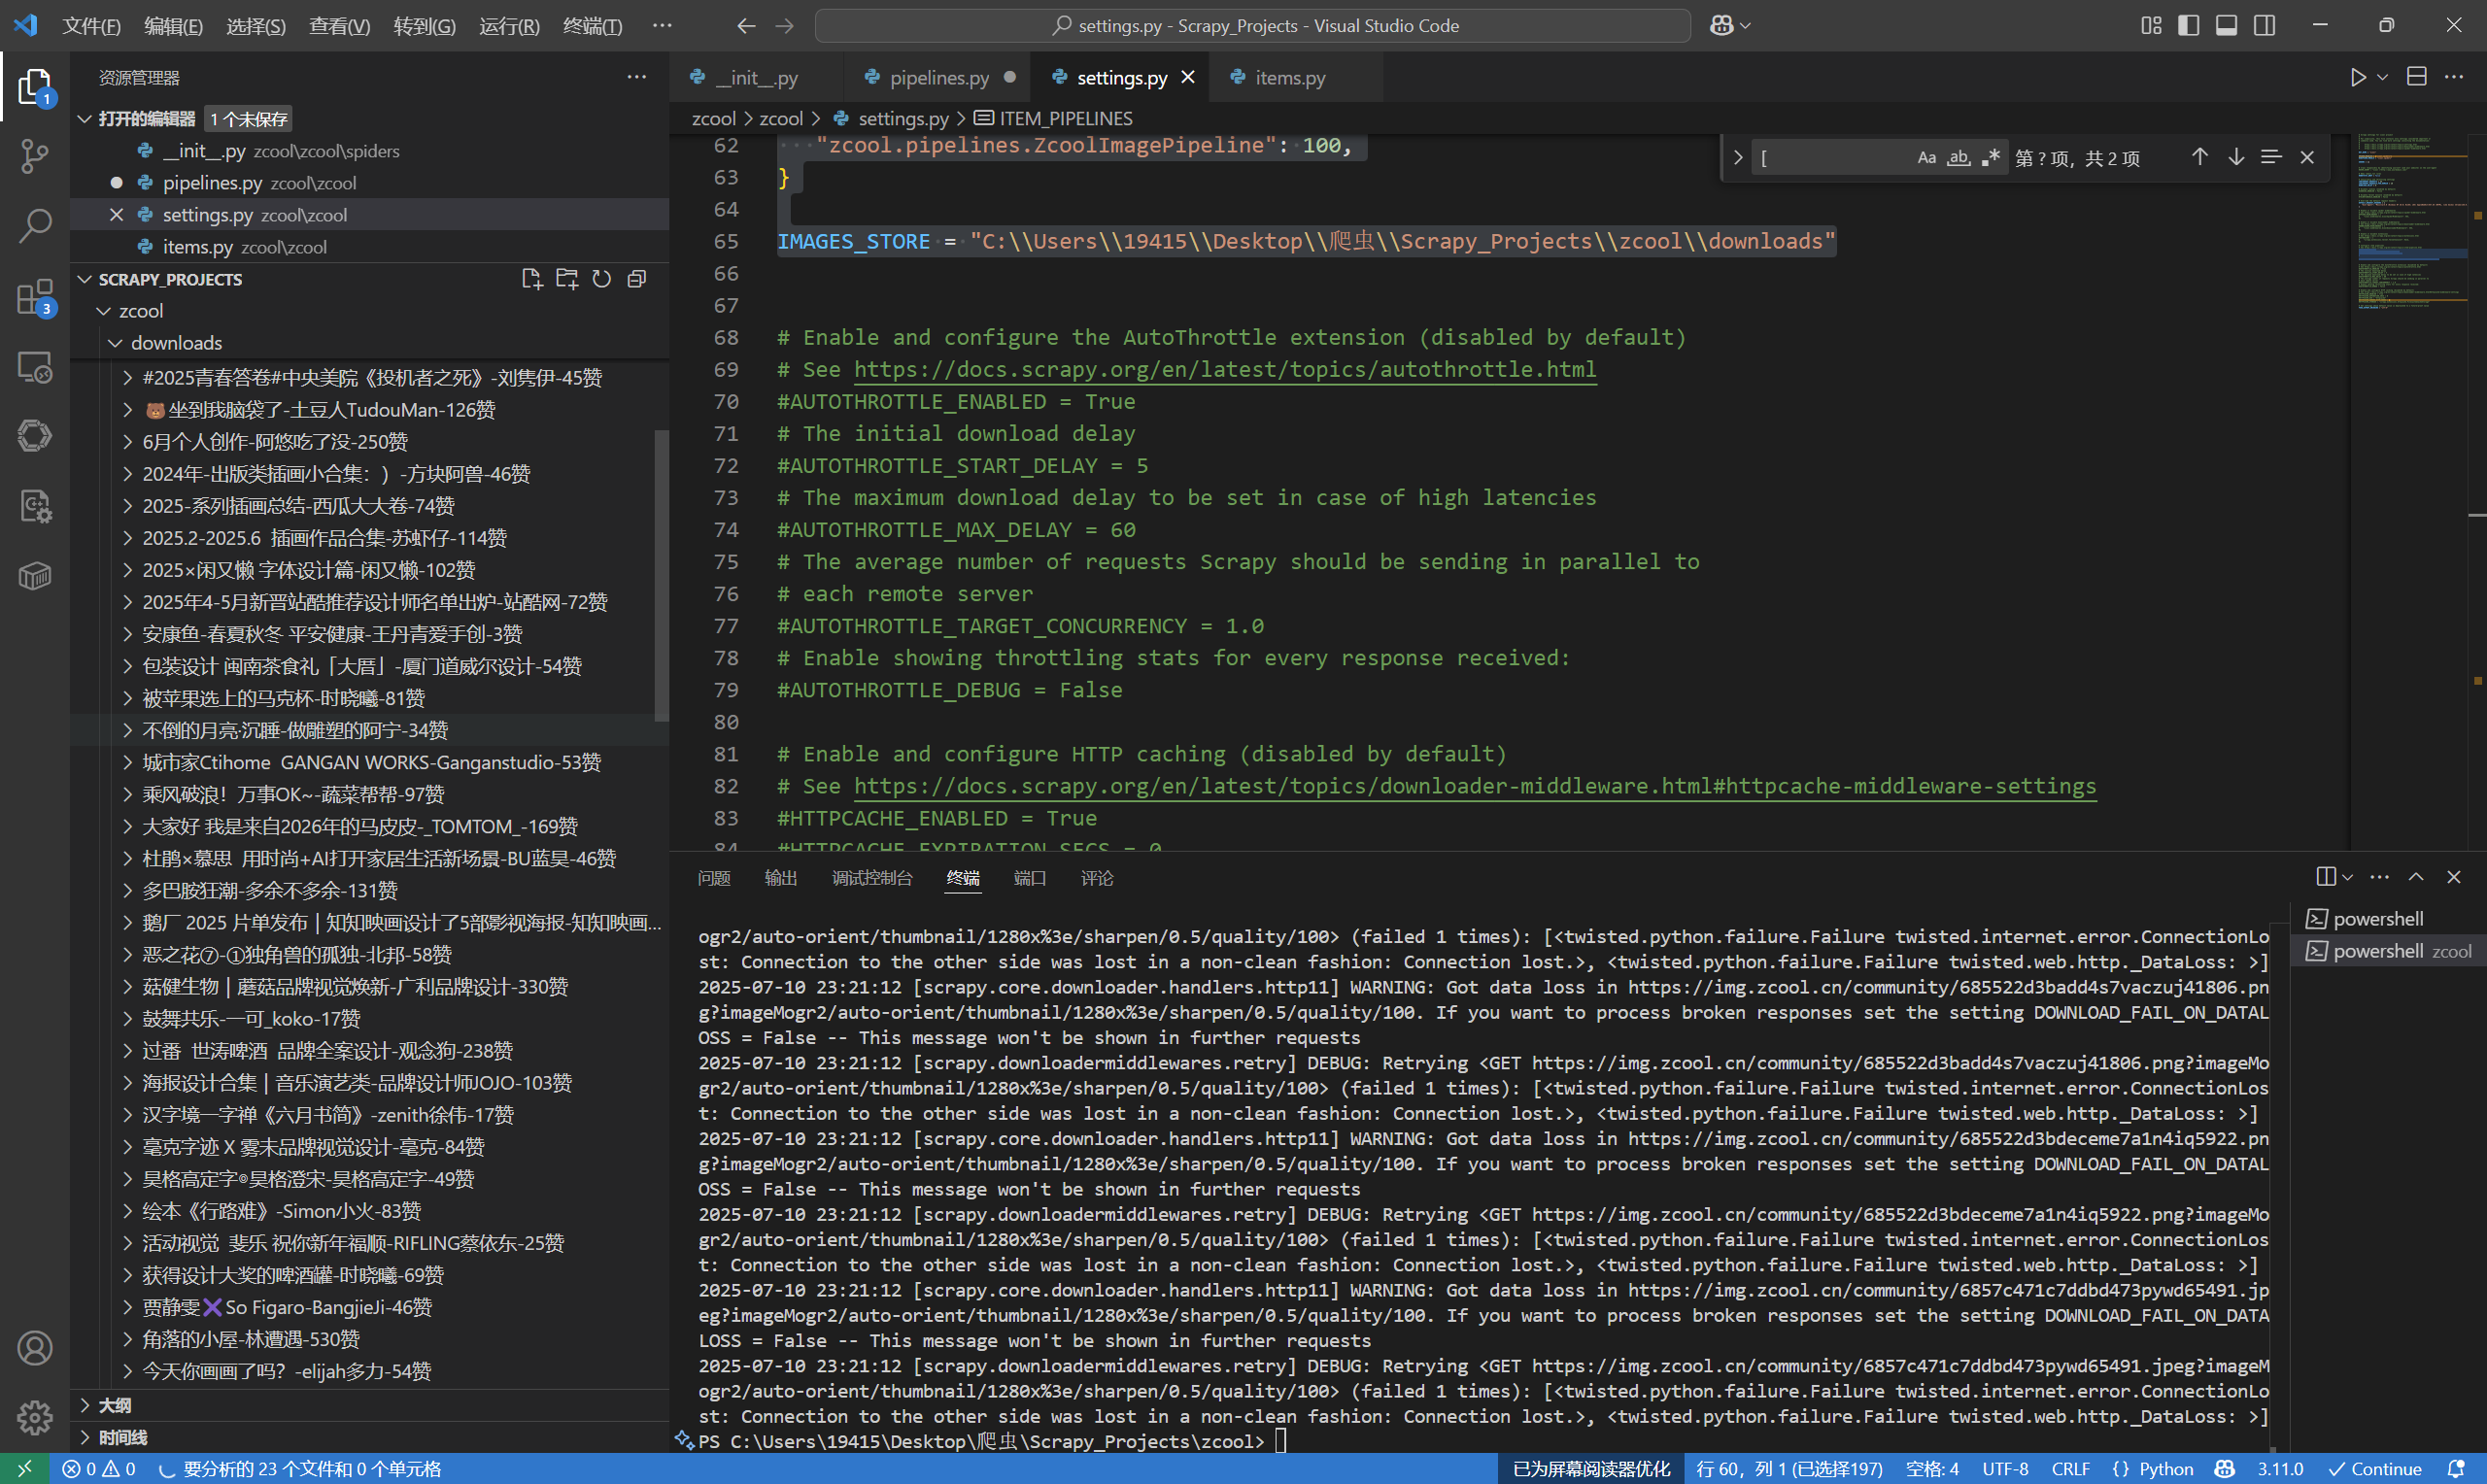 文件(F) 编辑(E) 选择(S) 查看(V) 转到(G) 运行(R) 终端(T) ··· settings.py - Scrapy_Projects - Visual Studio Code
资源管理器
打开的编辑器 1 个未保存
__init__.py zcool\zcool\spiders
pipelines.py zcool\zcool
settings.py zcool\zcool
items.py zcool\zcool
SCRAPY_PROJECTS
zcool
downloads
#2025青春答卷#中央美院《投机者之死》-刘隽伊-45赞
🐻坐到我脑袋了-土豆人TudouMan-126赞
6月个人创作-阿悠吃了没-250赞
2024年-出版类插画小合集：）-方块阿兽-46赞
2025-系列插画总结-西瓜大大卷-74赞
2025.2-2025.6 插画作品合集-苏虾仔-114赞
2025×闲又懒 字体设计篇-闲又懒-102赞
2025年4-5月新晋站酷推荐设计师名单出炉-站酷网-72赞
安康鱼-春夏秋冬 平安健康-王丹青爱手创-3赞
包装设计 闽南茶食礼「大厝」-厦门道威尔设计-54赞
被苹果选上的马克杯-时晓曦-81赞
不倒的月亮·沉睡-做雕塑的阿宁-34赞
城市家Ctihome GANGAN WORKS-Ganganstudio-53赞
乘风破浪！万事OK~-蔬菜帮帮-97赞
大家好 我是来自2026年的马皮皮-_TOMTOM_-169赞
杜鹃×慕思 用时尚+AI打开家居生活新场景-BU蓝昊-46赞
多巴胺狂潮-多余不多余-131赞
鹅厂 2025 片单发布 | 知知映画设计了5部影视海报-知知映画...
恶之花⑦-①独角兽的孤独-北邦-58赞
菇健生物 | 蘑菇品牌视觉焕新-广利品牌设计-330赞
鼓舞共乐-一可_koko-17赞
过番 世涛啤酒 品牌全案设计-观念狗-238赞
海报设计合集 | 音乐演艺类-品牌设计师JOJO-103赞
汉字境一字禅《六月书简》-zenith徐伟-17赞
毫克字迹 X 雾未品牌视觉设计-毫克-84赞
昊格高定字®昊格澄宋-昊格高定字-49赞
绘本《行路难》-Simon小火-83赞
活动视觉 斐乐 祝你新年福顺-RIFLING蔡依东-25赞
获得设计大奖的啤酒罐-时晓曦-69赞
贾静雯❌So Figaro-BangjieJi-46赞
角落的小屋-林遭遇-530赞
今天你画画了吗？-elijah多力-54赞
大纲
时间线
__init__.py pipelines.py settings.py items.py
zcool > zcool > settings.py > ITEM_PIPELINES
[ Aa ab 第 ? 项，共 2 项
62 "zcool.pipelines.ZcoolImagePipeline": 100,
63 }
64
65 IMAGES_STORE = "C:\\Users\\19415\\Desktop\\爬虫\\Scrapy_Projects\\zcool\\downloads"
66
67
68 # Enable and configure the AutoThrottle extension (disabled by default)
69 # See https://docs.scrapy.org/en/latest/topics/autothrottle.html
70 #AUTOTHROTTLE_ENABLED = True
71 # The initial download delay
72 #AUTOTHROTTLE_START_DELAY = 5
73 # The maximum download delay to be set in case of high latencies
74 #AUTOTHROTTLE_MAX_DELAY = 60
75 # The average number of requests Scrapy should be sending in parallel to
76 # each remote server
77 #AUTOTHROTTLE_TARGET_CONCURRENCY = 1.0
78 # Enable showing throttling stats for every response received:
79 #AUTOTHROTTLE_DEBUG = False
80
81 # Enable and configure HTTP caching (disabled by default)
82 # See https://docs.scrapy.org/en/latest/topics/downloader-middleware.html#httpcache-middleware-settings
83 #HTTPCACHE_ENABLED = True
84 #HTTPCACHE_EXPIRATION_SECS = 0
问题 输出 调试控制台 终端 端口 评论
powershell
powershell zcool
ogr2/auto-orient/thumbnail/1280x%3e/sharpen/0.5/quality/100> (failed 1 times): [<twisted.python.failure.Failure twisted.internet.error.ConnectionLo
st: Connection to the other side was lost in a non-clean fashion: Connection lost.>, <twisted.python.failure.Failure twisted.web.http._DataLoss: >]
2025-07-10 23:21:12 [scrapy.core.downloader.handlers.http11] WARNING: Got data loss in https://img.zcool.cn/community/685522d3badd4s7vaczuj41806.pn
g?imageMogr2/auto-orient/thumbnail/1280x%3e/sharpen/0.5/quality/100. If you want to process broken responses set the setting DOWNLOAD_FAIL_ON_DATAL
OSS = False -- This message won't be shown in further requests
2025-07-10 23:21:12 [scrapy.downloadermiddlewares.retry] DEBUG: Retrying <GET https://img.zcool.cn/community/685522d3badd4s7vaczuj41806.png?imageMo
gr2/auto-orient/thumbnail/1280x%3e/sharpen/0.5/quality/100> (failed 1 times): [<twisted.python.failure.Failure twisted.internet.error.ConnectionLos
t: Connection to the other side was lost in a non-clean fashion: Connection lost.>, <twisted.python.failure.Failure twisted.web.http._DataLoss: >]
2025-07-10 23:21:12 [scrapy.core.downloader.handlers.http11] WARNING: Got data loss in https://img.zcool.cn/community/685522d3bdeceme7a1n4iq5922.pn
g?imageMogr2/auto-orient/thumbnail/1280x%3e/sharpen/0.5/quality/100. If you want to process broken responses set the setting DOWNLOAD_FAIL_ON_DATAL
OSS = False -- This message won't be shown in further requests
2025-07-10 23:21:12 [scrapy.downloadermiddlewares.retry] DEBUG: Retrying <GET https://img.zcool.cn/community/685522d3bdeceme7a1n4iq5922.png?imageMo
gr2/auto-orient/thumbnail/1280x%3e/sharpen/0.5/quality/100> (failed 1 times): [<twisted.python.failure.Failure twisted.internet.error.ConnectionLos
t: Connection to the other side was lost in a non-clean fashion: Connection lost.>, <twisted.python.failure.Failure twisted.web.http._DataLoss: >]
2025-07-10 23:21:12 [scrapy.core.downloader.handlers.http11] WARNING: Got data loss in https://img.zcool.cn/community/6857c471c7ddbd473pywd65491.jp
eg?imageMogr2/auto-orient/thumbnail/1280x%3e/sharpen/0.5/quality/100. If you want to process broken responses set the setting DOWNLOAD_FAIL_ON_DATA
LOSS = False -- This message won't be shown in further requests
2025-07-10 23:21:12 [scrapy.downloadermiddlewares.retry] DEBUG: Retrying <GET https://img.zcool.cn/community/6857c471c7ddbd473pywd65491.jpeg?imageM
ogr2/auto-orient/thumbnail/1280x%3e/sharpen/0.5/quality/100> (failed 1 times): [<twisted.python.failure.Failure twisted.internet.error.ConnectionLo
st: Connection to the other side was lost in a non-clean fashion: Connection lost.>, <twisted.python.failure.Failure twisted.web.http._DataLoss: >]
PS C:\Users\19415\Desktop\爬虫\Scrapy_Projects\zcool>
0 0 要分析的 23 个文件和 0 个单元格 已为屏幕阅读器优化 行 60，列 1 (已选择197) 空格: 4 UTF-8 CRLF {} Python 3.11.0 Continue
1
3